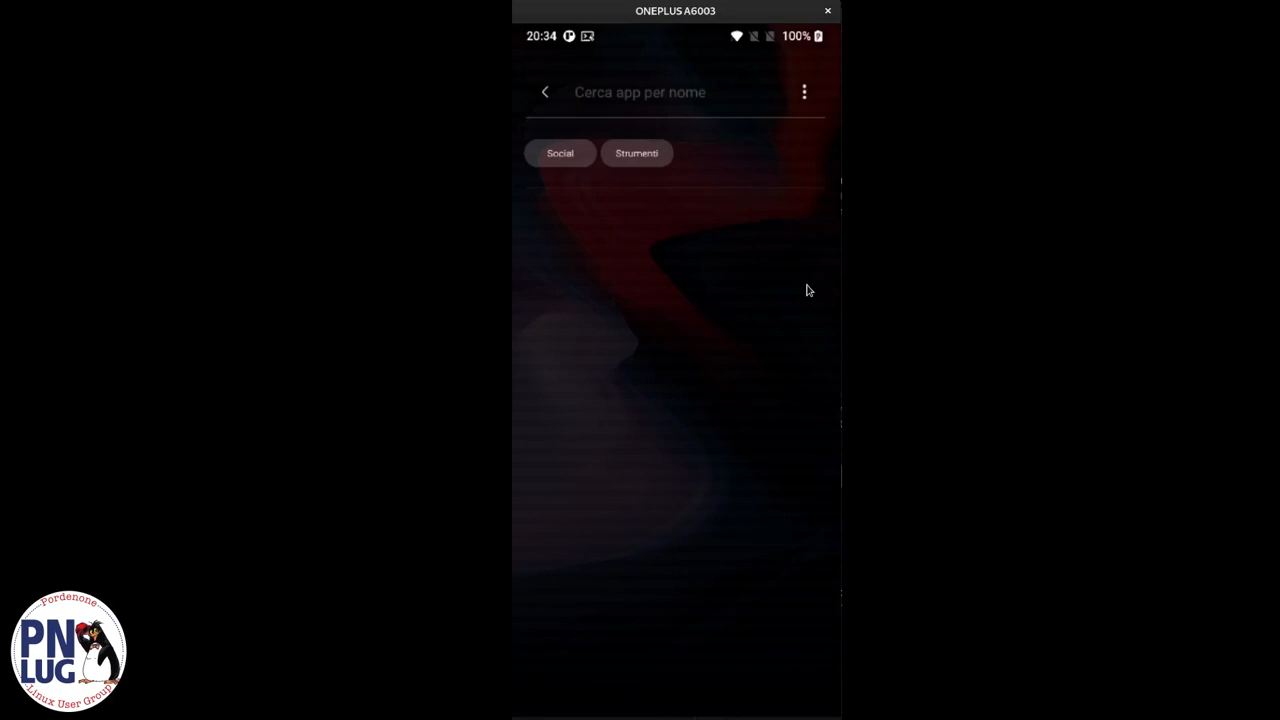 ONEPLUS A6003
20:34
100%
Cerca app per nome
Social
Strumenti
Pordenone
PN
LUG
Linux User Group